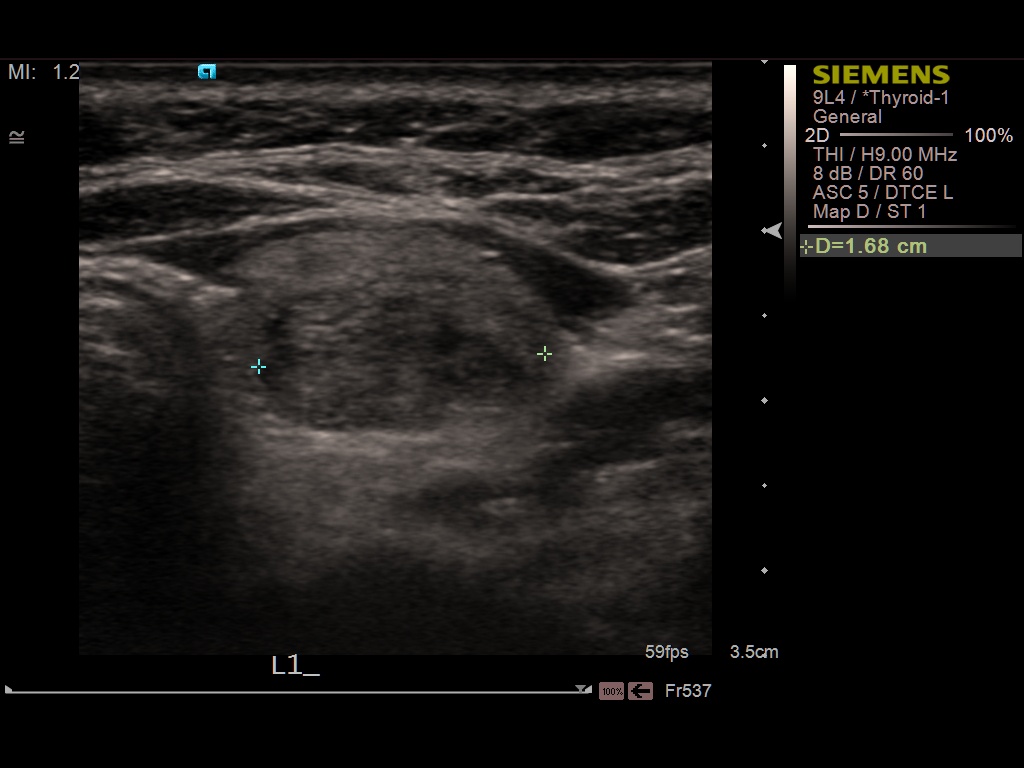 MI: 1.2
SIEMENS
9L4 / *Thyroid-1
General
2D 100%
THI / H9.00 MHz
8 dB / DR 60
ASC 5 / DTCE L
Map D / ST 1
D=1.68 cm
59fps 3.5cm
L1_
100% Fr537